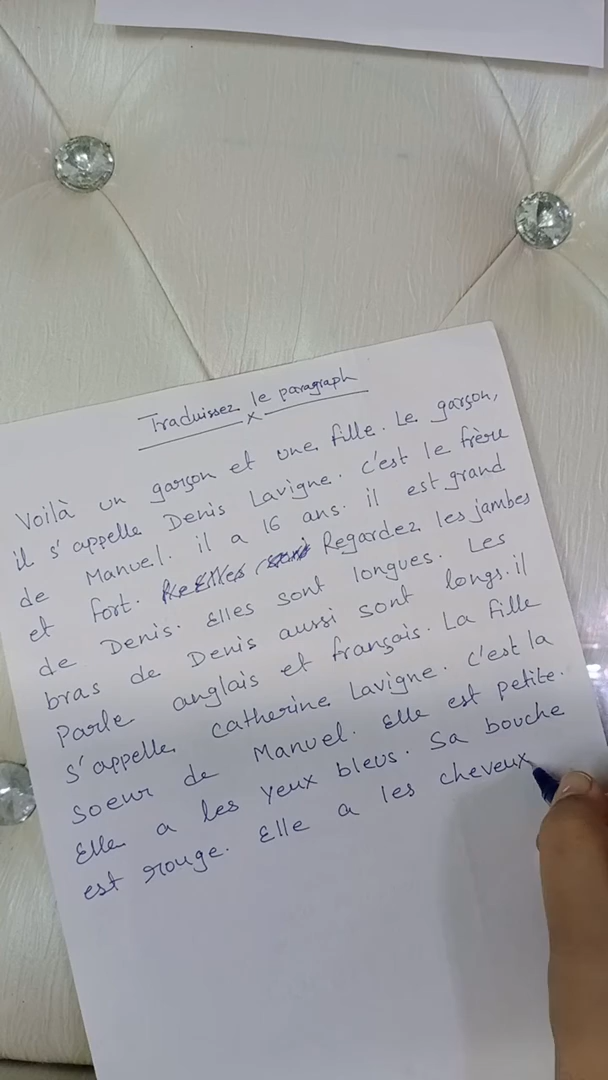 Traduissez le paragraph
Voilà un garçon et une fille. Le garçon,
il s'appelle Denis Lavigne. c'est le frère
de Manuel. il a 16 ans. il est grand
et fort. Regardez les jambes
de Denis. Elles sont longues. Les
bras de Denis aussi sont longs. il
Parle anglais et français. La fille
s'appelle Catherine Lavigne. c'est la
soeur de Manuel. Elle est petite.
Elle a les yeux bleus. Sa bouche
est rouge. Elle a les cheveux